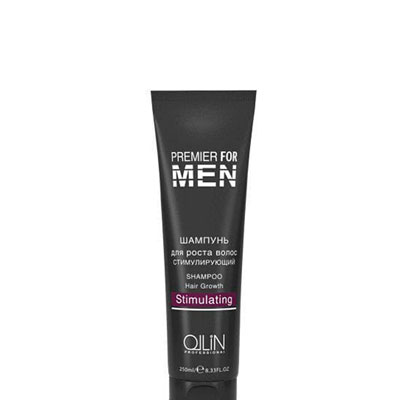 PREMIER FOR
MEN
ШАМПУНЬ
для роста волос
СТИМУЛИРУЮЩИЙ
SHAMPOO
Hair Growth
Stimulating
OLLIN
PROFESSIONAL
250ml e 8.33FL.OZ